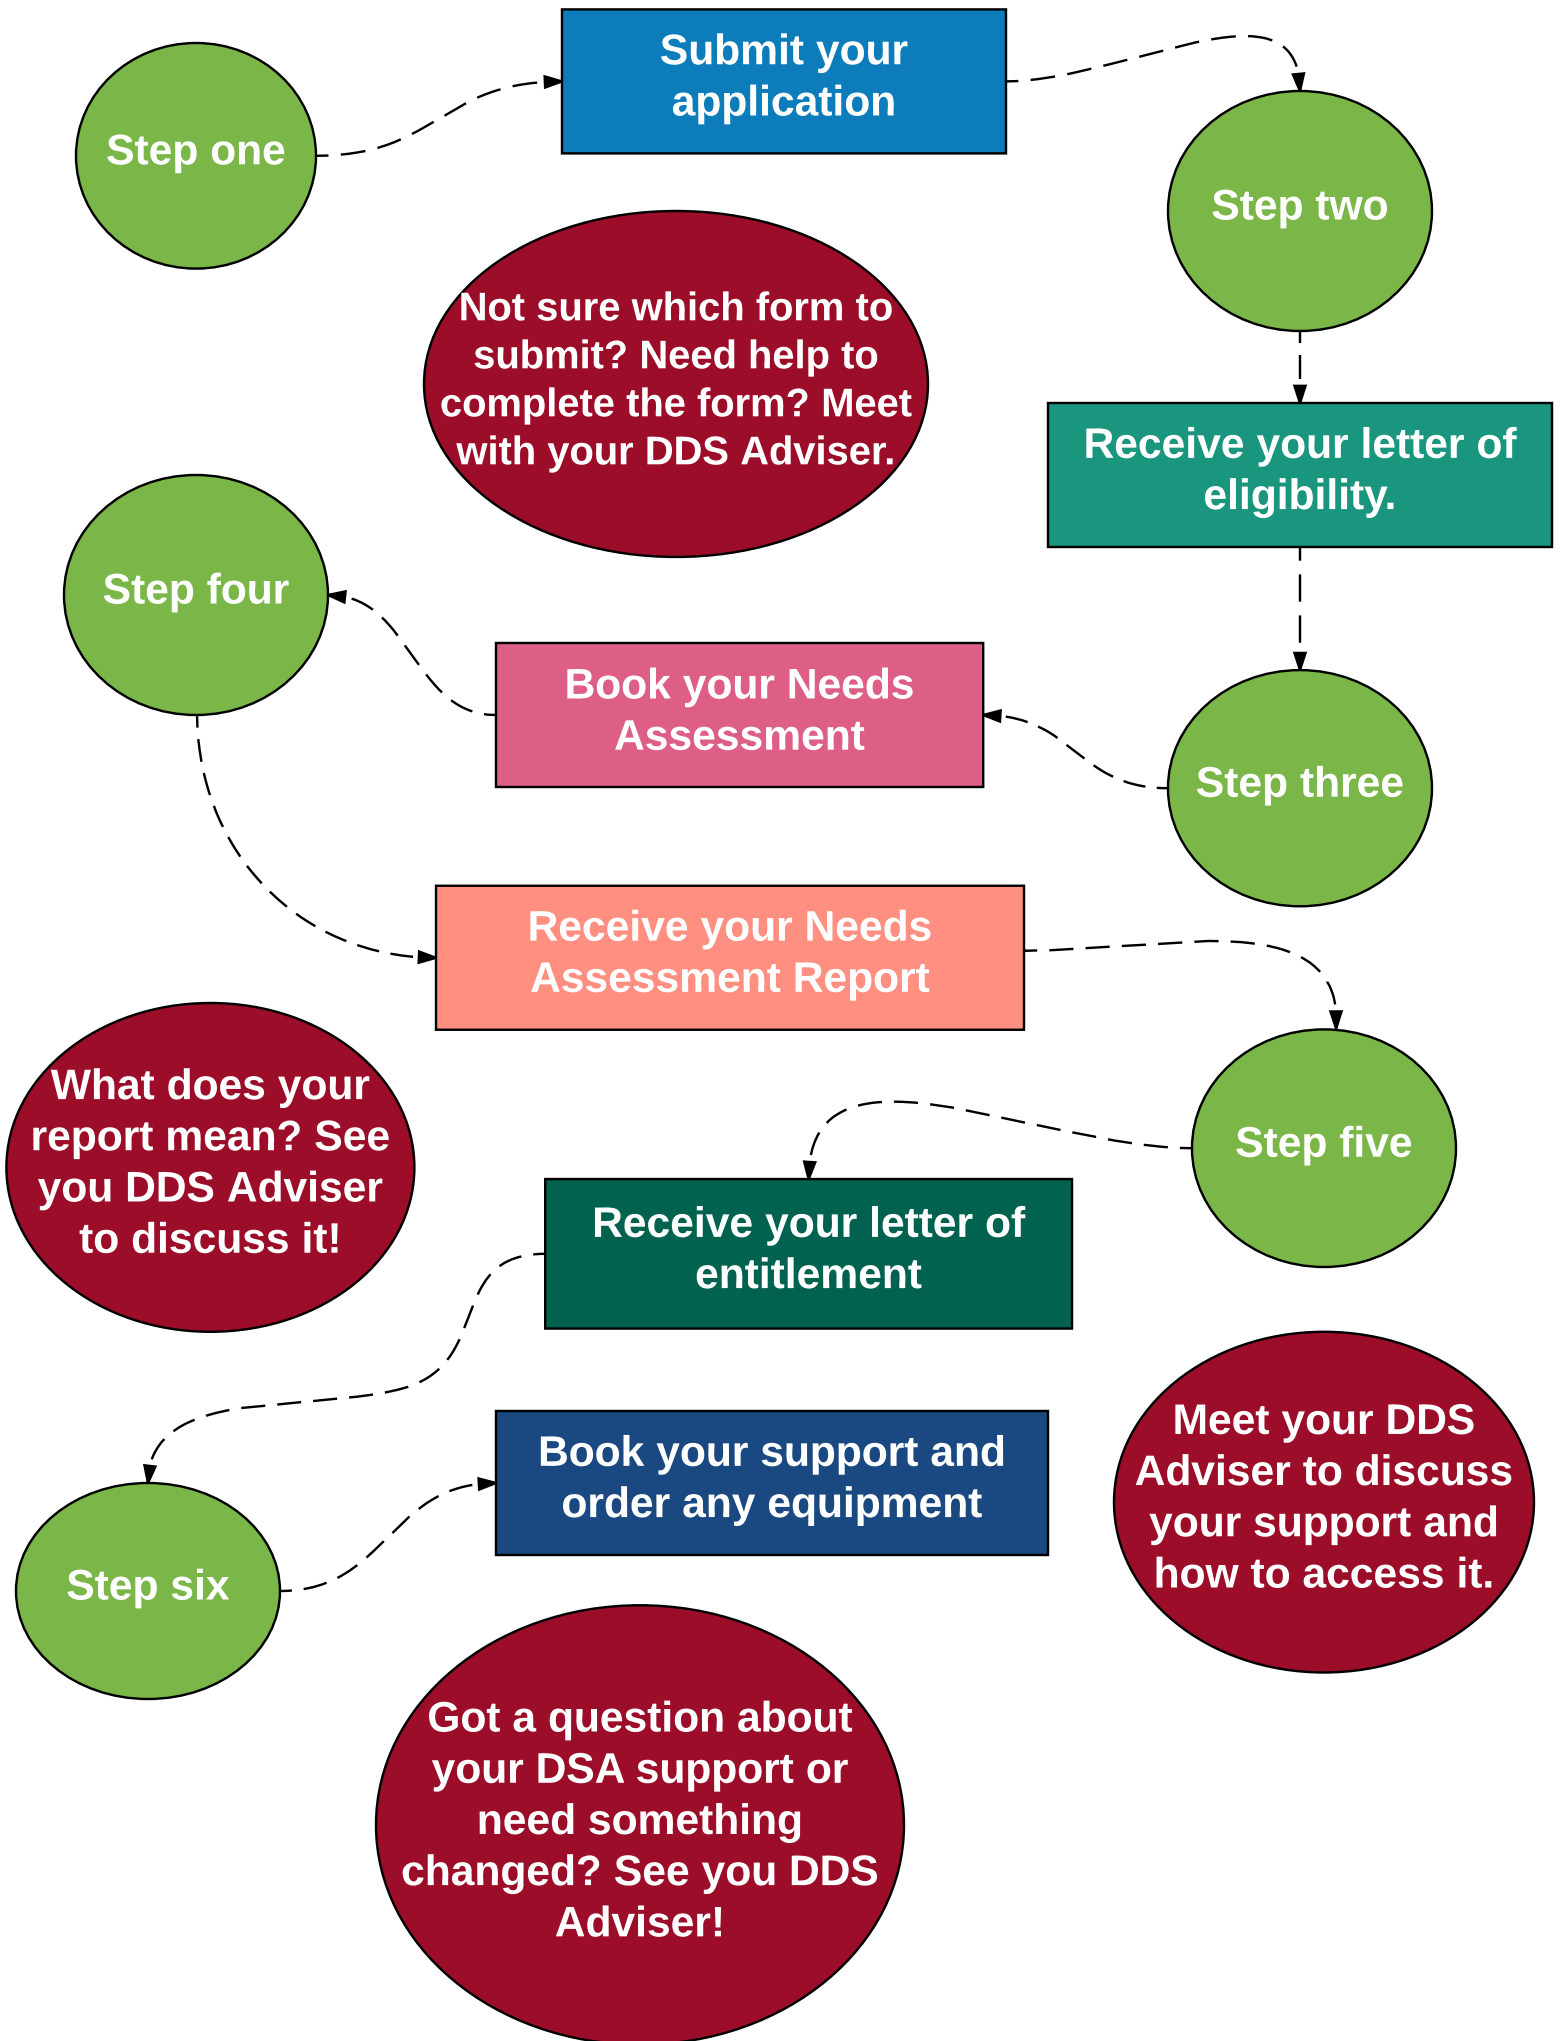 Step one
Submit your
application
Step two
Not sure which form to
submit? Need help to
complete the form? Meet
with your DDS Adviser.
Receive your letter of
eligibility.
Step three
Book your Needs
Assessment
Step four
Receive your Needs
Assessment Report
What does your
report mean? See
you DDS Adviser
to discuss it!
Step five
Receive your letter of
entitlement
Meet your DDS
Adviser to discuss
your support and
how to access it.
Step six
Book your support and
order any equipment
Got a question about
your DSA support or
need something
changed? See you DDS
Adviser!